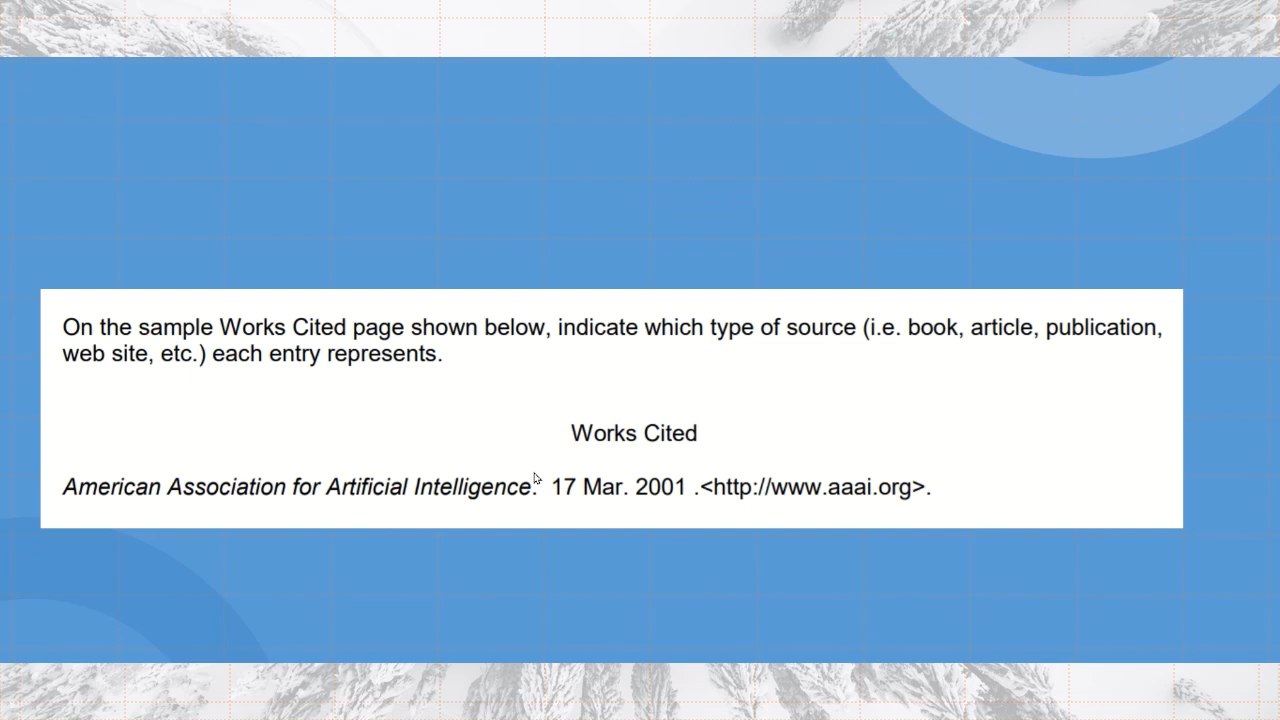 On the sample Works Cited page shown below, indicate which type of source (i.e. book, article, publication,
web site, etc.) each entry represents.
Works Cited
American Association for Artificial Intelligence.  17 Mar. 2001 .<http://www.aaai.org>.